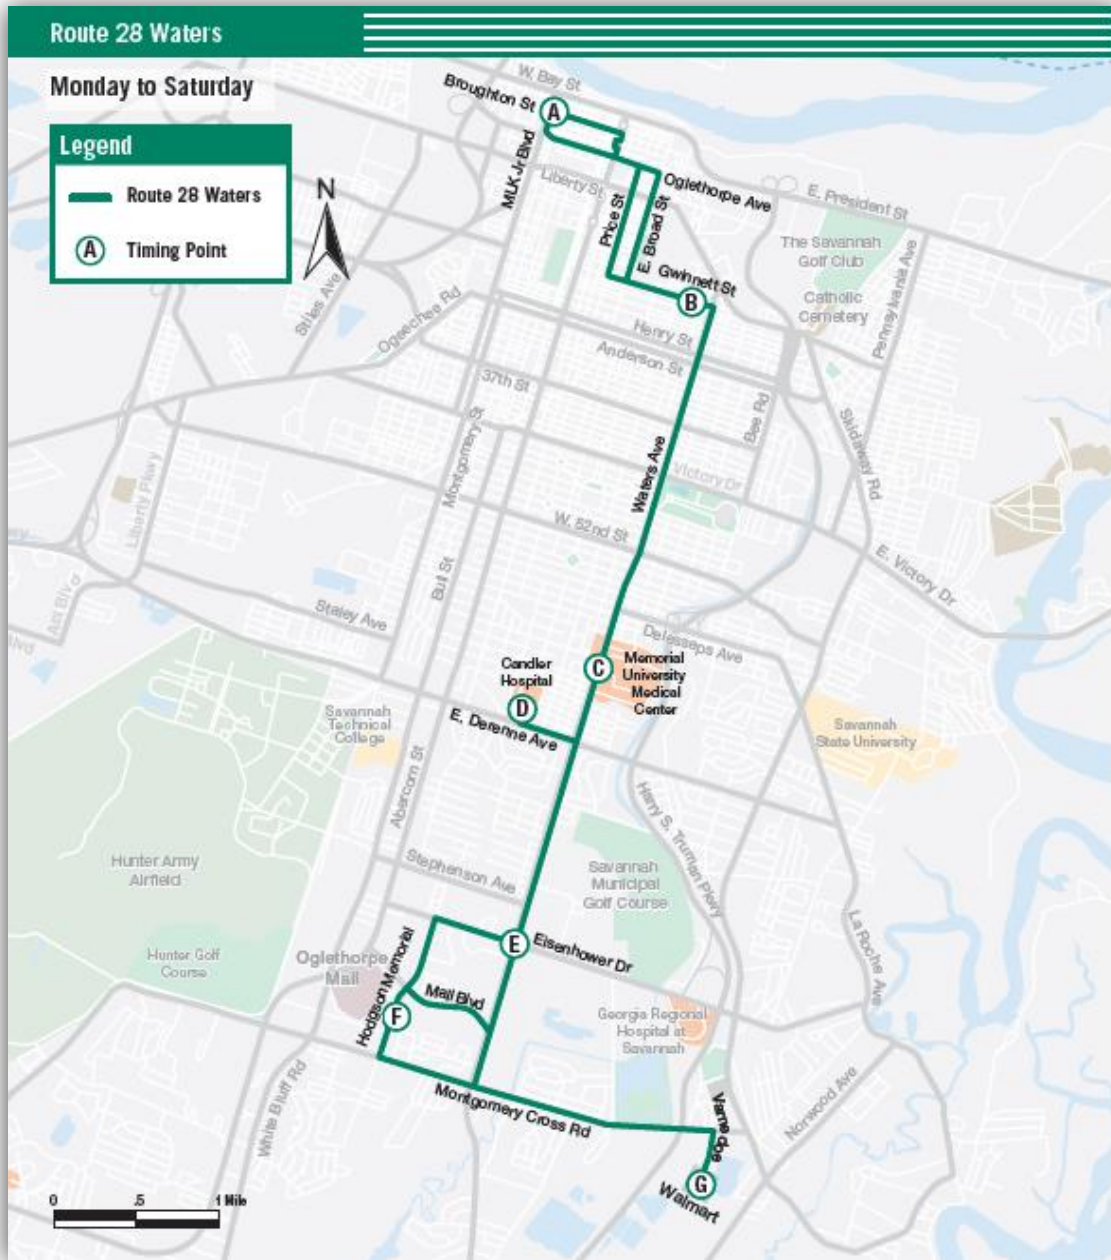 Route 28 Waters
Monday to Saturday
Legend
Route 28 Waters
A
Timing Point
N
W. Bay St
Broughton St
A
MLK Jr Blvd
Liberty St
Oglethorpe Ave
E. President St
Price St
E. Broad St
The Savannah
Golf Club
Pennsylvania Ave
Gwinnett St
B
Catholic
Cemetery
Stiles Ave
Ogeechee Rd
Henry St
Anderson St
37th St
Bee Rd
Skidaway Rd
Montgomery St
Waters Ave
Victory Dr
Liberty Pkwy
W. 52nd St
E. Victory Dr
Bull St
Staley Ave
Delesseps Ave
Candler
Hospital
C
Memorial
University
Medical
Center
D
E. Derenne Ave
Savannah
Technical
College
Savannah
State University
Abercorn St
Harry S. Truman Pkwy
Hunter Army
Airfield
Stephenson Ave
Savannah
Municipal
Golf Course
La Roche Ave
Hunter Golf
Course
Oglethorpe
Mall
Hodgson Memorial
E
Eisenhower Dr
Mall Blvd
F
Georgia Regional
Hospital at
Savannah
White Bluff Rd
Montgomery Cross Rd
Varnedoe
Norwood Ave
G
Walmart
0 .5 1 Mile